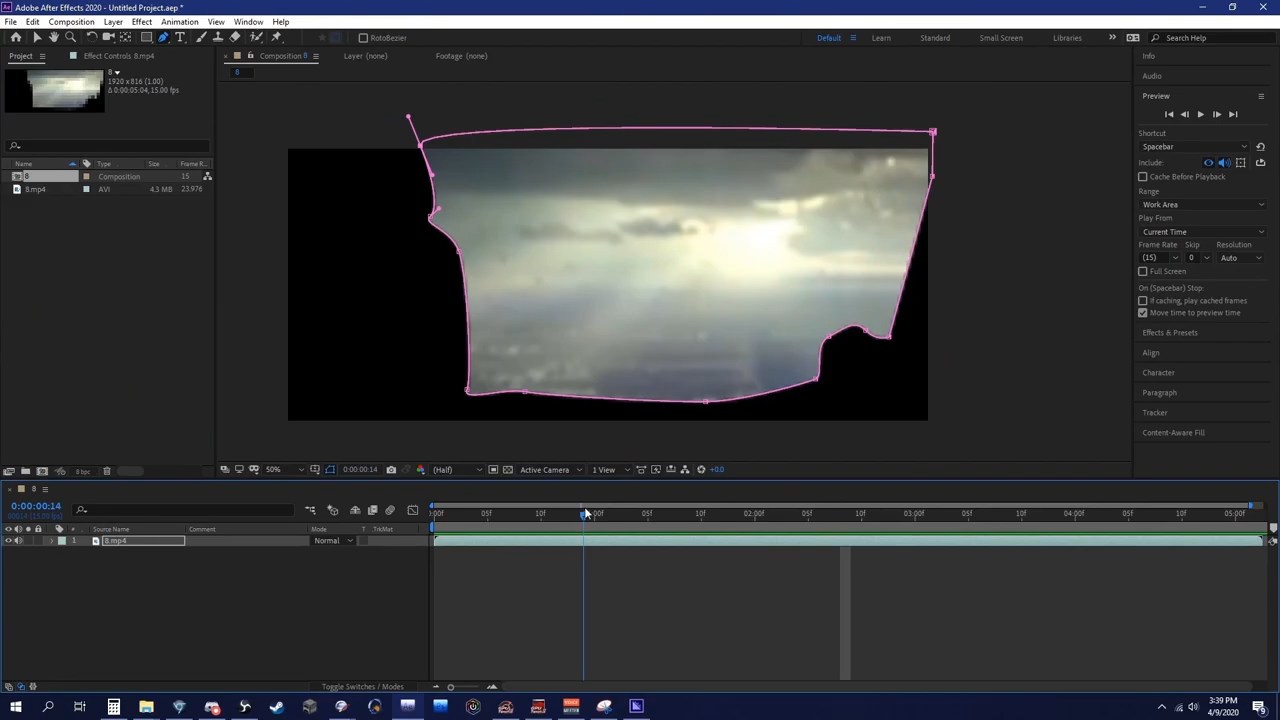 Adobe After Effects 2020 - Untitled Project.aep *
File Edit Composition Layer Effect Animation View Window Help
RotoBezier
Default Learn Standard Small Screen Libraries Search Help
Project Effect Controls 8.mp4
Composition 8 Layer (none) Footage (none)
Info
8
8
1920 x 816 (1.00)
Δ 0:00:05:04, 15.00 fps
Audio
Preview
Shortcut
Spacebar
Include:
Cache Before Playback
Range
Work Area
Play From
Current Time
Frame Rate Skip Resolution
(15) 0 Auto
Full Screen
On (Spacebar) Stop:
If caching, play cached frames
Move time to preview time
Effects & Presets
Align
Character
Paragraph
Tracker
Content-Aware Fill
Name Type Size Frame R..
8 Composition 15
8.mp4 AVI 4.3 MB 23.976
8 bpc
50% 0:00:00:14 (Half) Active Camera 1 View +0.0
8
0:00:00:14
00014 (15.00 fps)
:00f 05f 10f :00f 05f 10f 02:00f 05f 10f 03:00f 05f 10f 04:00f 05f 10f 05:00f
# Source Name Comment Mode T TrkMat
1 8.mp4 Normal
Toggle Switches / Modes
3:39 PM
4/9/2020